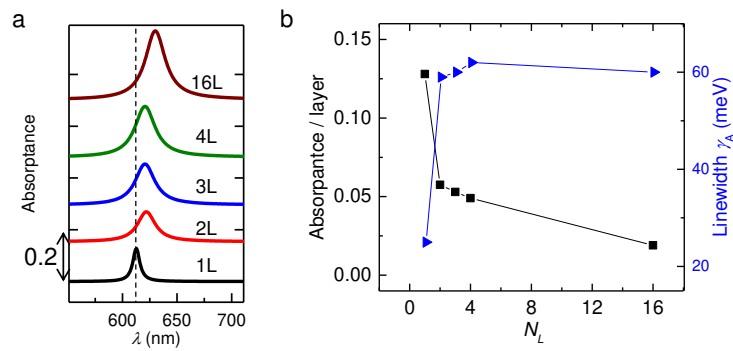 a
Absorptance
16L
4L
3L
2L
1L
0.2
600 650 700
λ (nm)
b
0.15
0.10
0.05
0.00
Absorpantce / layer
0 4 8 12 16
N_L
60
40
20
Linewidth γ_A (meV)